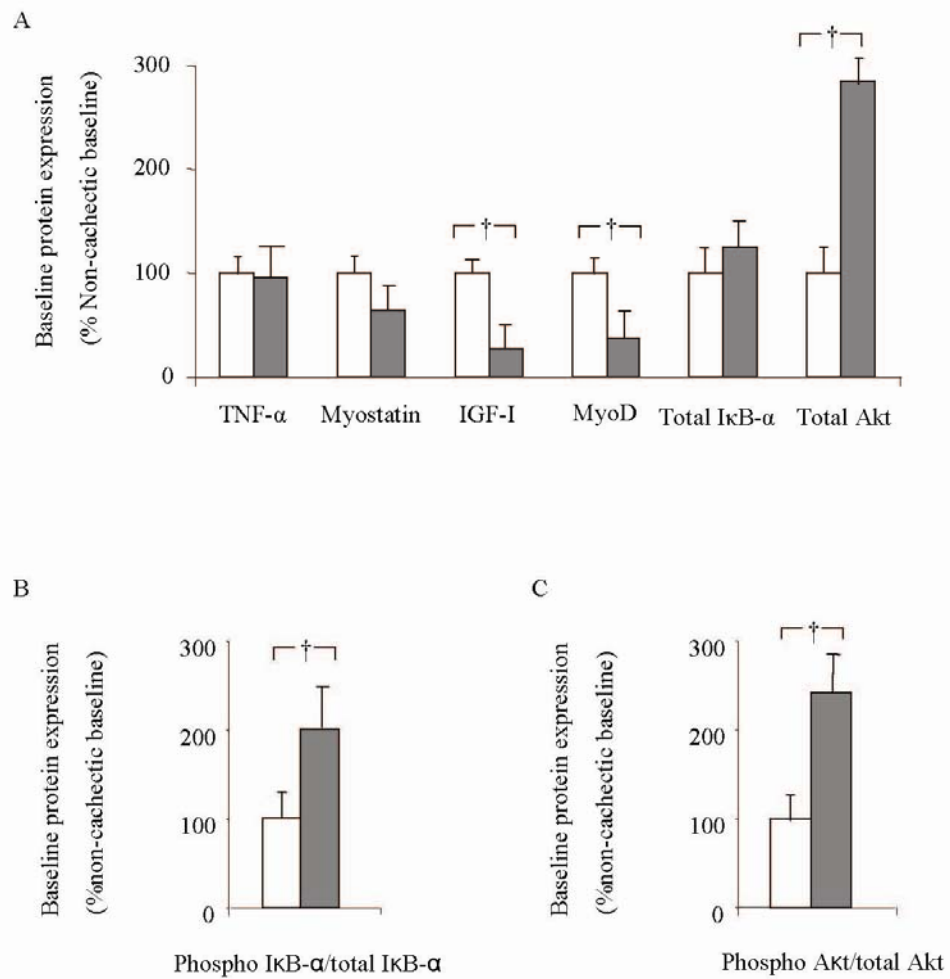 A
Baseline protein expression
(% Non-cachectic baseline)
300
200
100
0
†
†
†
TNF-α
Myostatin
IGF-I
MyoD
Total IκB-α
Total Akt
B
Baseline protein expression
(%non-cachectic baseline)
300
200
100
0
†
Phospho IκB-α/total IκB-α
C
Baseline protein expression
(%non-cachectic baseline)
300
200
100
0
†
Phospho Aκt/total Akt